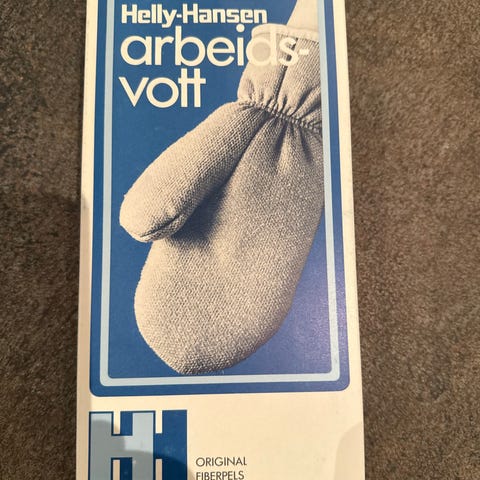 Helly-Hansen
arbeids-
vott
HH
ORIGINAL
FIBERPELS